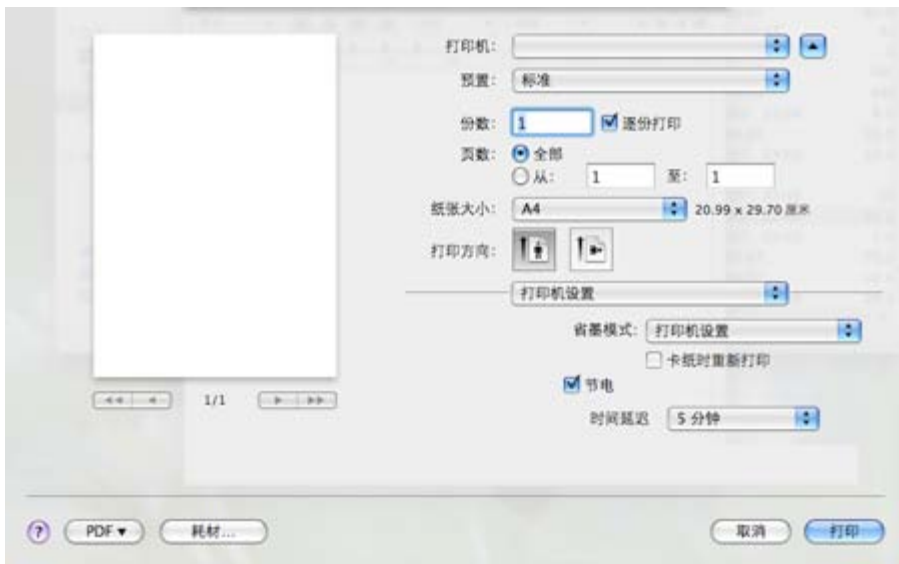 打印机:
预置: 标准
份数: 1 逐份打印
页数: 全部
从: 1 至: 1
纸张大小: A4 20.99 x 29.70 厘米
打印方向:
打印机设置
省墨模式: 打印机设置
卡纸时重新打印
节电
时间延迟 5 分钟
1/1
? PDF▼ 耗材... 取消 打印